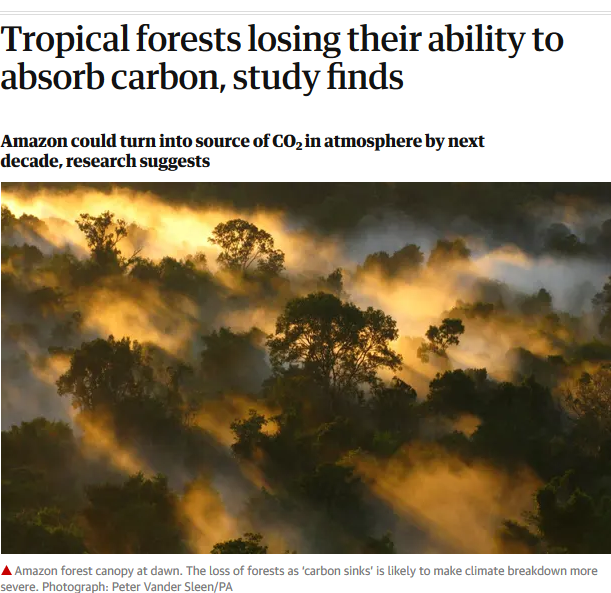 Tropical forests losing their ability to
absorb carbon, study finds
Amazon could turn into source of CO₂ in atmosphere by next
decade, research suggests
▲ Amazon forest canopy at dawn. The loss of forests as ‘carbon sinks’ is likely to make climate breakdown more
severe. Photograph: Peter Vander Sleen/PA